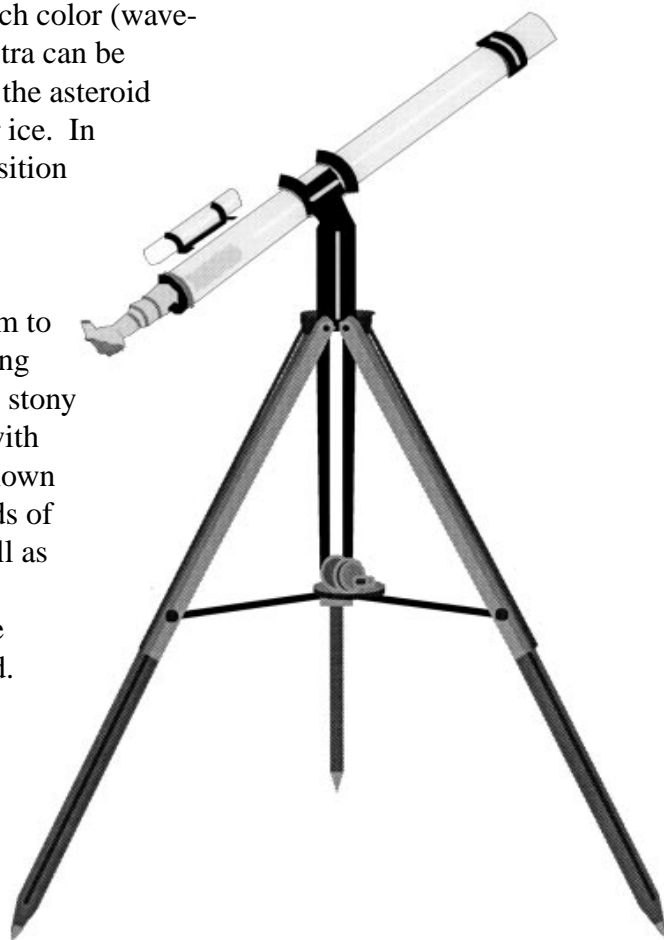 ch color (wave-
tra can be
the asteroid
ice. In
sition
m to
ng
stony
with
own
ds of
ll as
e
d.